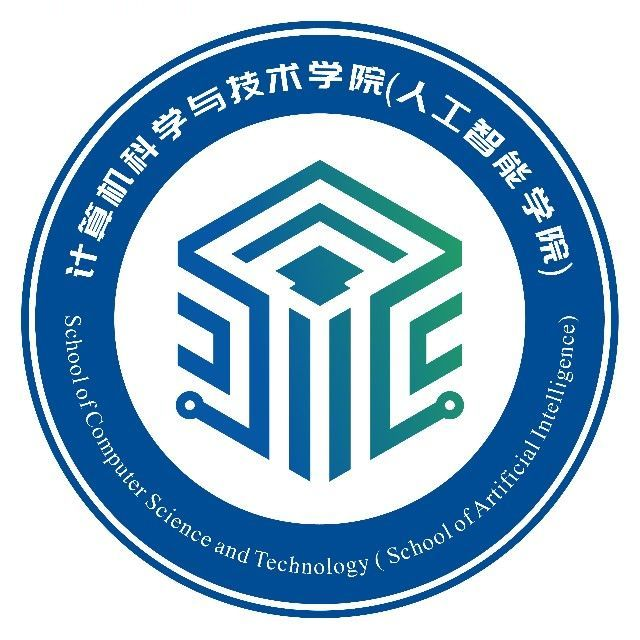 计算机科学与技术学院(人工智能学院)
School of Computer Science and Technology ( School of Artificial Intelligence)